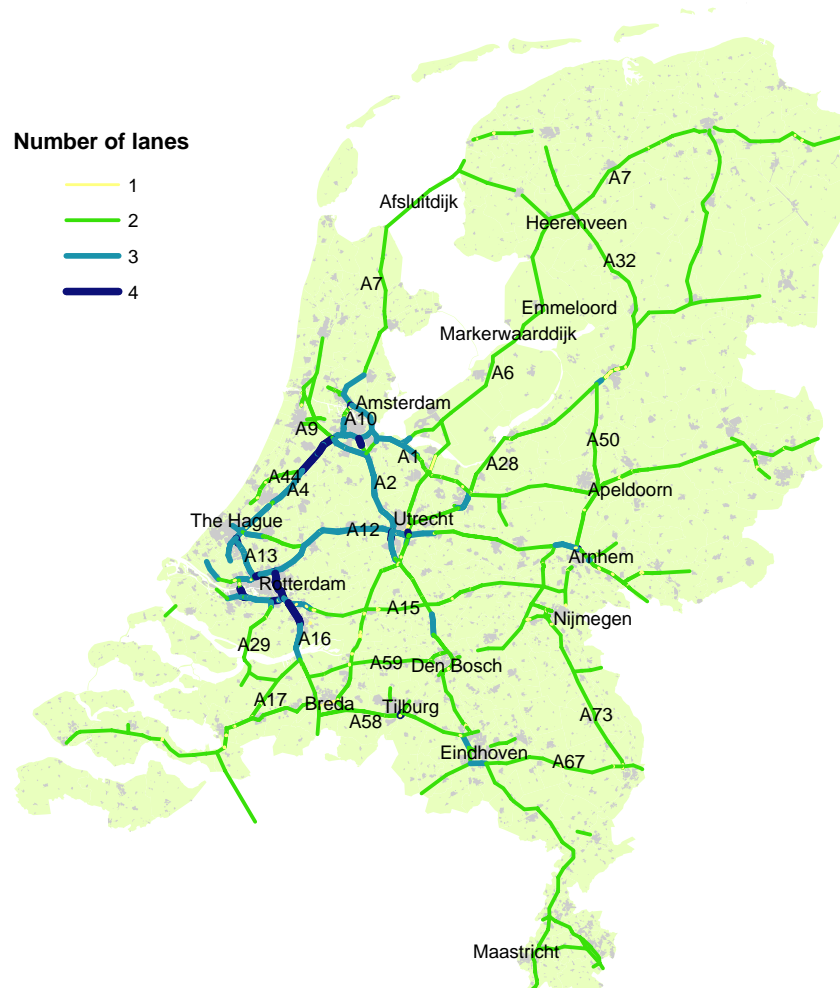 Number of lanes
1
2
3
4
A7
Afsluitdijk
Heerenveen
A32
A7
Emmeloord
Markerwaarddijk
A6
Amsterdam
A10
A9
A50
A1
A28
A44
A2
A4
Apeldoorn
The Hague
Utrecht
A12
A13
Arnhem
Rotterdam
A15
Nijmegen
A29
A16
A59
Den Bosch
A17
Breda
Tilburg
A73
A58
Eindhoven
A67
Maastricht